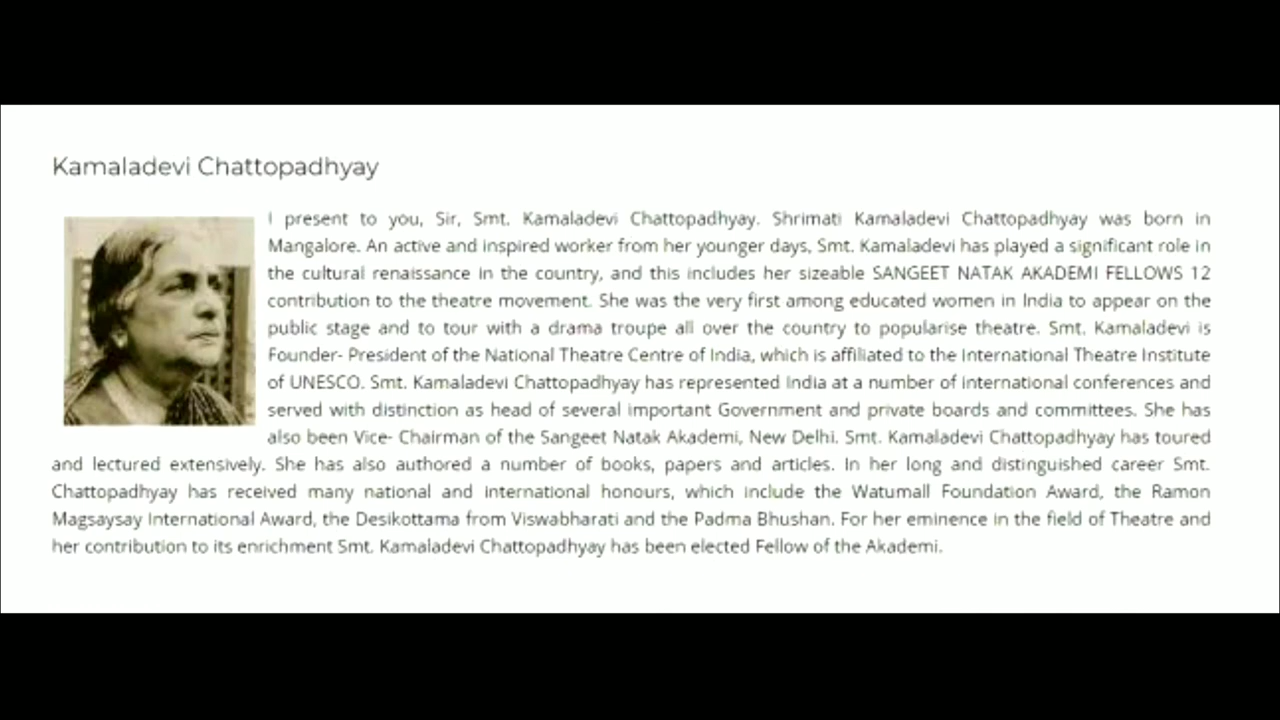 Kamaladevi Chattopadhyay
I present to you, Sir, Smt. Kamaladevi Chattopadhyay. Shrimati Kamaladevi Chattopadhyay was born in
Mangalore. An active and inspired worker from her younger days, Smt. Kamaladevi has played a significant role in
the cultural renaissance in the country, and this includes her sizeable SANGEET NATAK AKADEMI FELLOWS 12
contribution to the theatre movement. She was the very first among educated women in India to appear on the
public stage and to tour with a drama troupe all over the country to popularise theatre. Smt. Kamaladevi is
Founder- President of the National Theatre Centre of India, which is affiliated to the International Theatre Institute
of UNESCO. Smt. Kamaladevi Chattopadhyay has represented India at a number of international conferences and
served with distinction as head of several important Government and private boards and committees. She has
also been Vice- Chairman of the Sangeet Natak Akademi, New Delhi. Smt. Kamaladevi Chattopadhyay has toured
and lectured extensively. She has also authored a number of books, papers and articles. In her long and distinguished career Smt.
Chattopadhyay has received many national and international honours, which include the Watumall Foundation Award, the Ramon
Magsaysay International Award, the Desikottama from Viswabharati and the Padma Bhushan. For her eminence in the field of Theatre and
her contribution to its enrichment Smt. Kamaladevi Chattopadhyay has been elected Fellow of the Akademi.